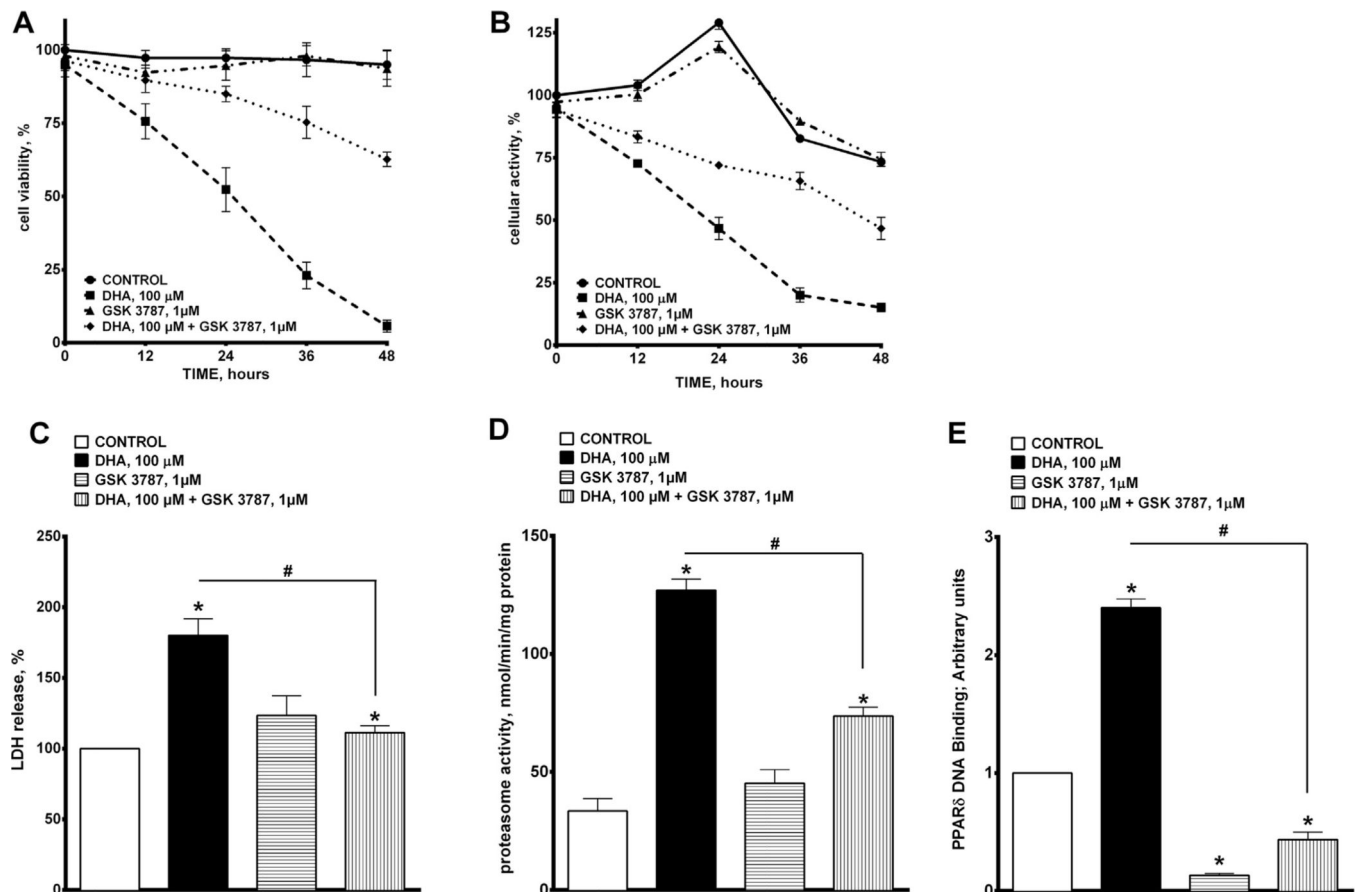 A
cell viability, %
100
75
50
25
0
CONTROL
DHA, 100 μM
GSK 3787, 1μM
DHA, 100 μM + GSK 3787, 1μM
0 12 24 36 48
TIME, hours
B
cellular activity, %
125
100
75
50
25
0
CONTROL
DHA, 100 μM
GSK 3787, 1μM
DHA, 100 μM + GSK 3787, 1μM
0 12 24 36 48
TIME, hours
C
CONTROL
DHA, 100 μM
GSK 3787, 1μM
DHA, 100 μM + GSK 3787, 1μM
LDH release, %
250
200
150
100
50
0
#
*
*
D
CONTROL
DHA, 100 μM
GSK 3787, 1μM
DHA, 100 μM + GSK 3787, 1μM
proteasome activity, nmol/min/mg protein
150
100
50
0
#
*
*
E
CONTROL
DHA, 100 μM
GSK 3787, 1μM
DHA, 100 μM + GSK 3787, 1μM
PPARδ DNA Binding; Arbitrary units
3
2
1
0
#
*
*
*